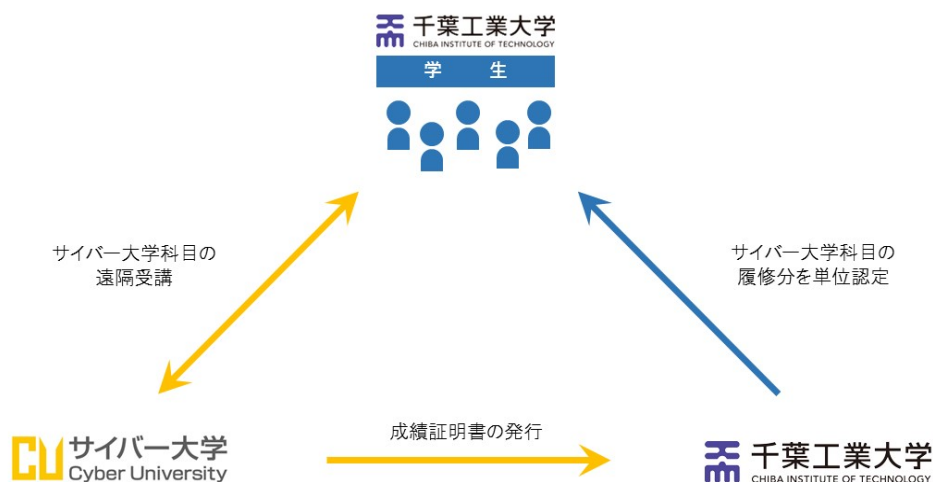 千葉工業大学
CHIBA INSTITUTE OF TECHNOLOGY
学 生
サイバー大学科目の
遠隔受講
サイバー大学科目の
履修分を単位認定
成績証明書の発行
CU サイバー大学
Cyber University
千葉工業大学
CHIBA INSTITUTE OF TECHNOLOGY